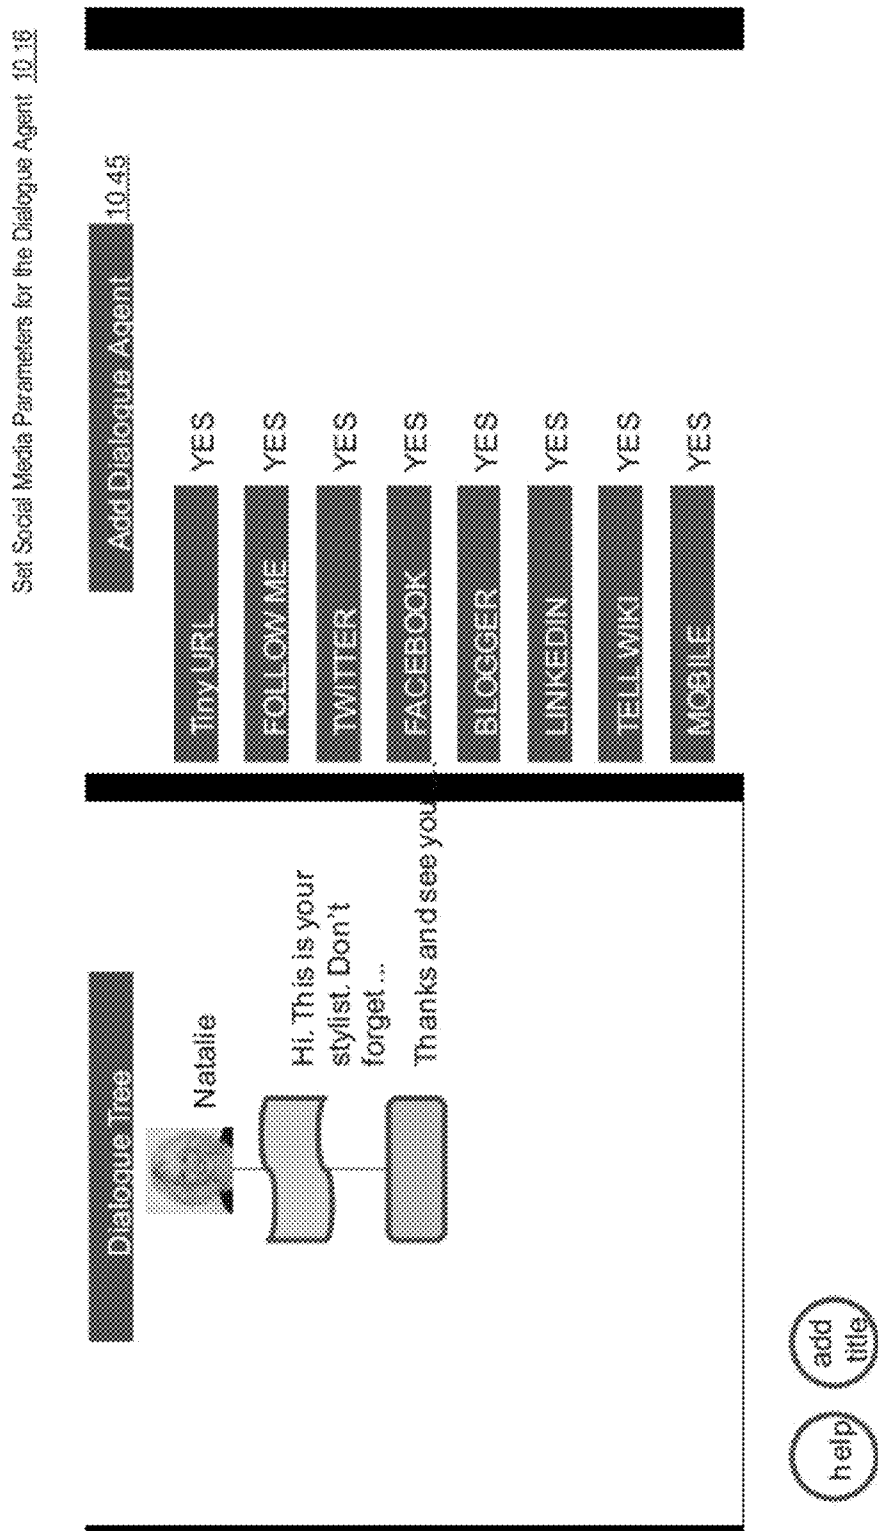 Sat Social Media Parameters for the Dialogue Agent 10.16
Dialogue Tree
Natalie
Hi. This is your
stylist. Don't
forget ...
Thanks and see you ....
Add Dialogue Agent 10.45
Tiny URL YES
FOLLOW ME YES
TWITTER YES
FACEBOOK YES
BLOGGER YES
LINKEDIN YES
TELL WIKI YES
MOBILE YES
help
add
title